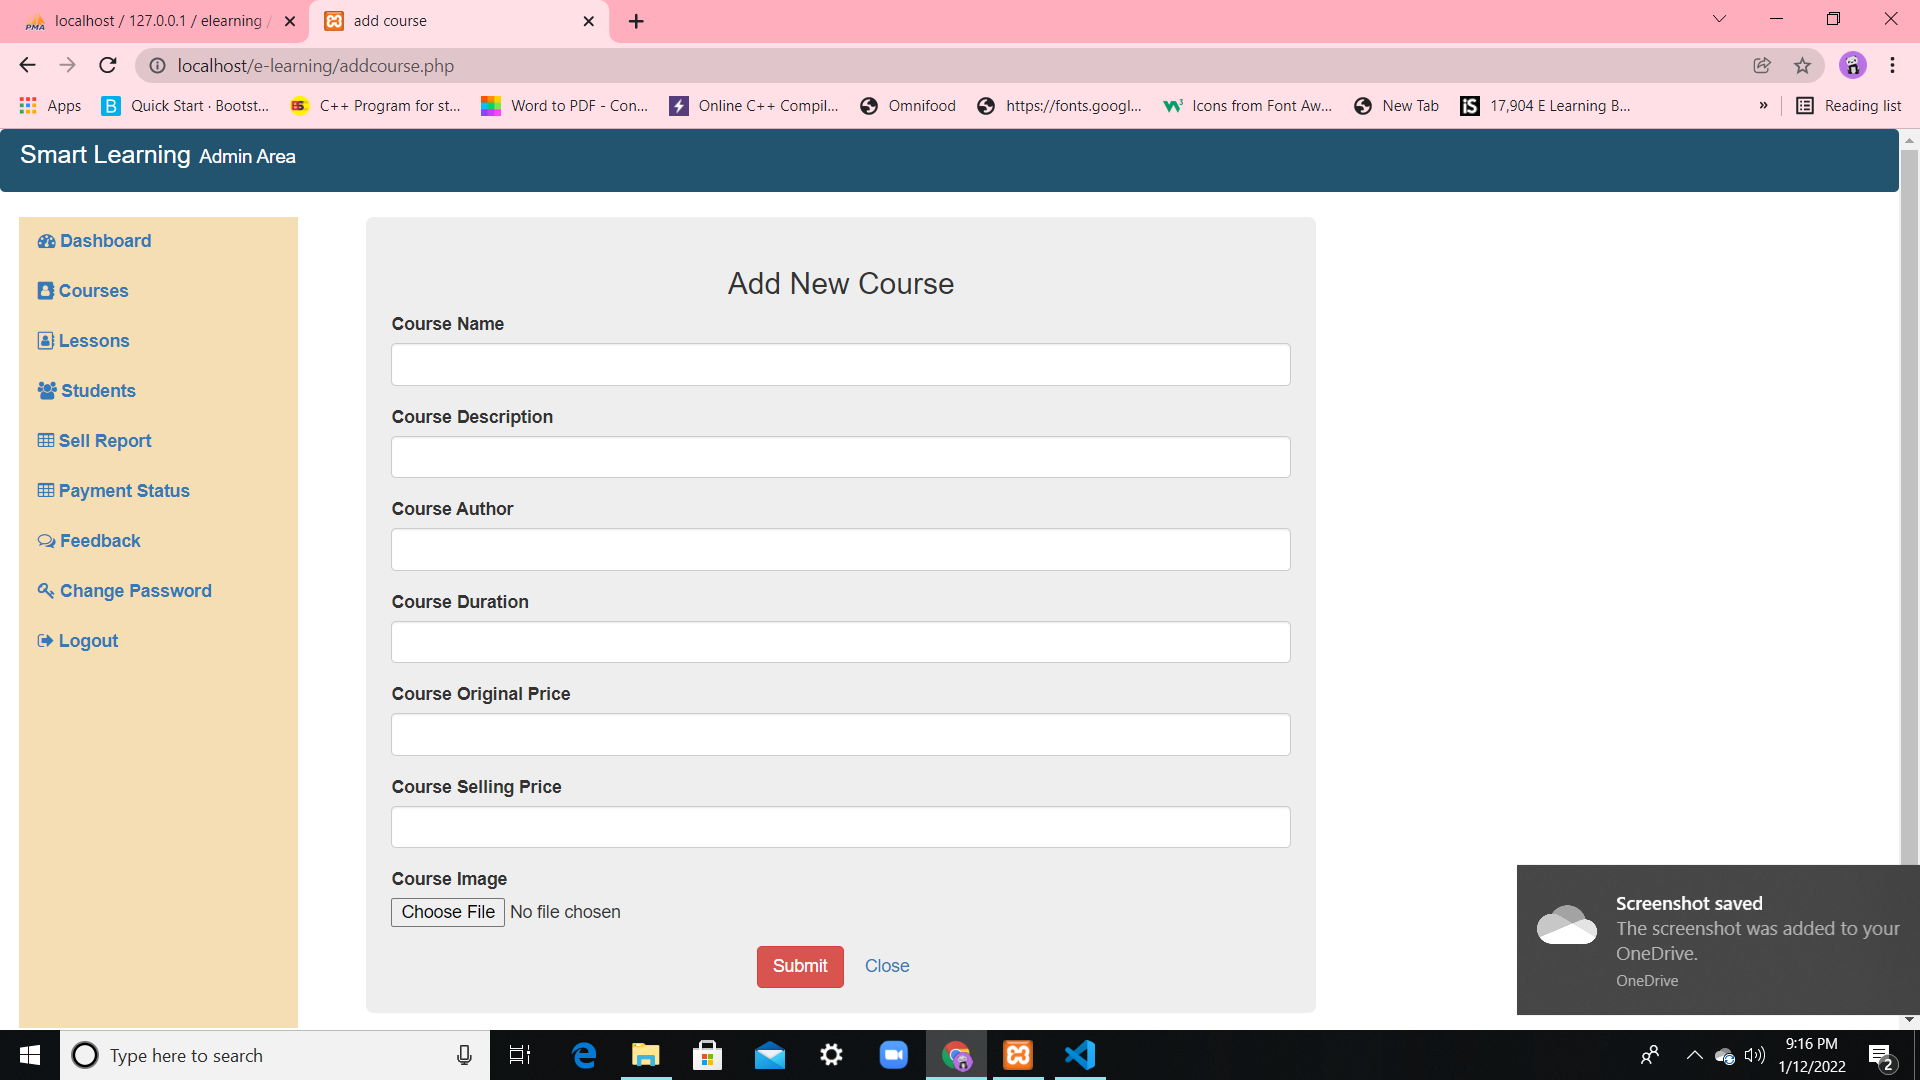 localhost / 127.0.0.1 / elearning /
add course
localhost/e-learning/addcourse.php
Apps
Quick Start · Bootst...
C++ Program for st...
Word to PDF - Con...
Online C++ Compil...
Omnifood
https://fonts.googl...
Icons from Font Aw...
New Tab
17,904 E Learning B...
»
Reading list
Smart Learning Admin Area
Dashboard
Courses
Lessons
Students
Sell Report
Payment Status
Feedback
Change Password
Logout
Add New Course
Course Name
Course Description
Course Author
Course Duration
Course Original Price
Course Selling Price
Course Image
Choose File No file chosen
Submit Close
Screenshot saved
The screenshot was added to your
OneDrive.
OneDrive
Type here to search
9:16 PM
1/12/2022
2